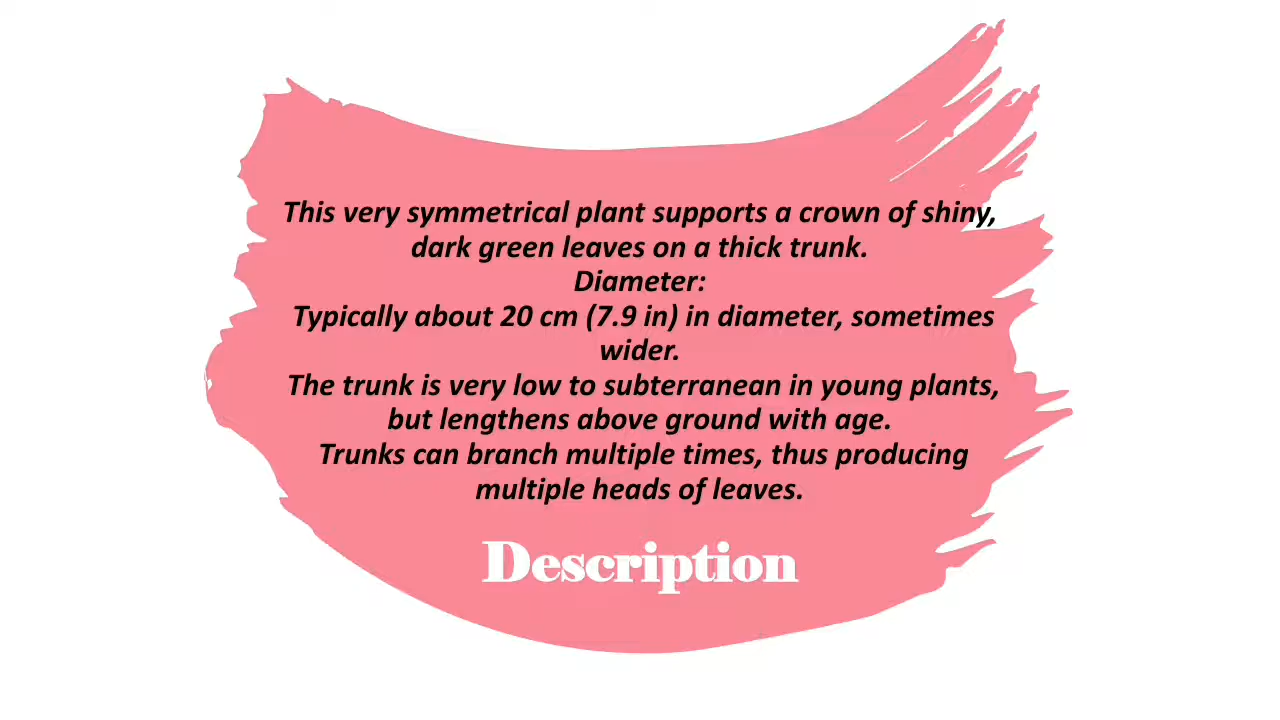 This very symmetrical plant supports a crown of shiny,
dark green leaves on a thick trunk.
Diameter:
Typically about 20 cm (7.9 in) in diameter, sometimes
wider.
The trunk is very low to subterranean in young plants,
but lengthens above ground with age.
Trunks can branch multiple times, thus producing
multiple heads of leaves.
Description